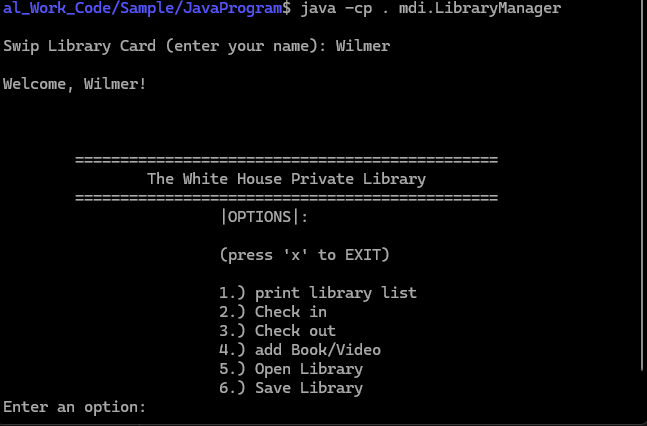 al_Work_Code/Sample/JavaProgram$ java -cp . mdi.LibraryManager
Swip Library Card (enter your name): Wilmer
Welcome, Wilmer!
===============================================
The White House Private Library
===============================================
|OPTIONS|:
(press 'x' to EXIT)
1.) print library list
2.) Check in
3.) Check out
4.) add Book/Video
5.) Open Library
6.) Save Library
Enter an option: